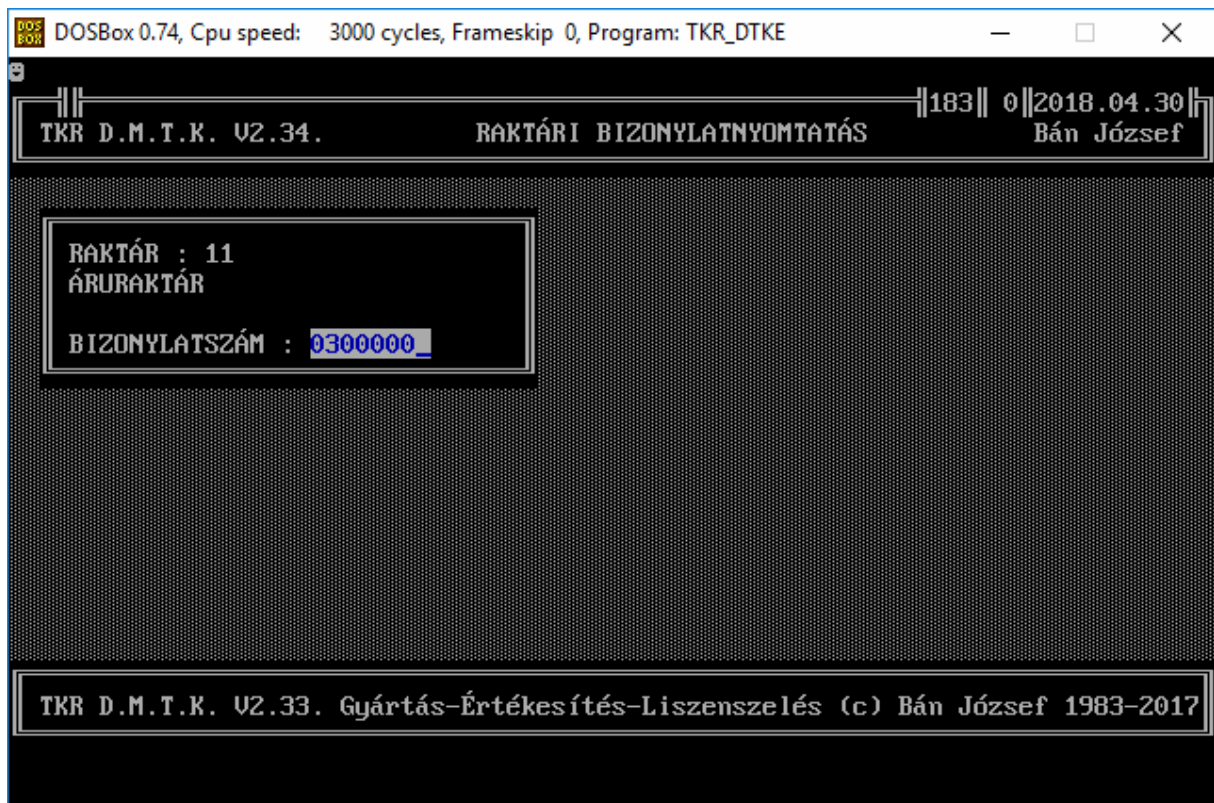 DOS BOX DOSBox 0.74, Cpu speed: 3000 cycles, Frameskip 0, Program: TKR_DTKE
183 0 2018.04.30
TKR D.M.T.K. V2.34. RAKTÁRI BIZONYLATNYOMTATÁS Bán József
RAKTÁR : 11
ÁRURAKTÁR
BIZONYLATSZÁM : 0300000_
TKR D.M.T.K. V2.33. Gyártás-Értékesítés-Liszenszelés (c) Bán József 1983-2017